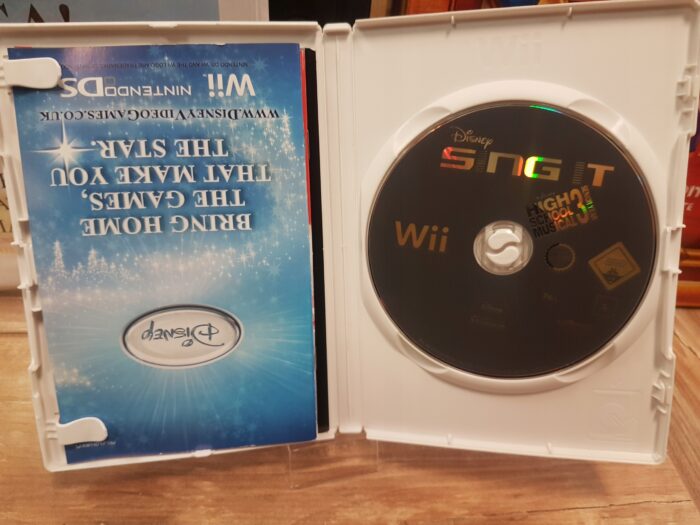 BRING HOME
THE GAMES,
THAT MAKE YOU
THE STAR.
www.DisneyVideoGames.co.uk
Wii NINTENDO DS
Disney
Disney
SING IT
HIGH
SCHOOL
MUSICAL 3
Wii
Wii